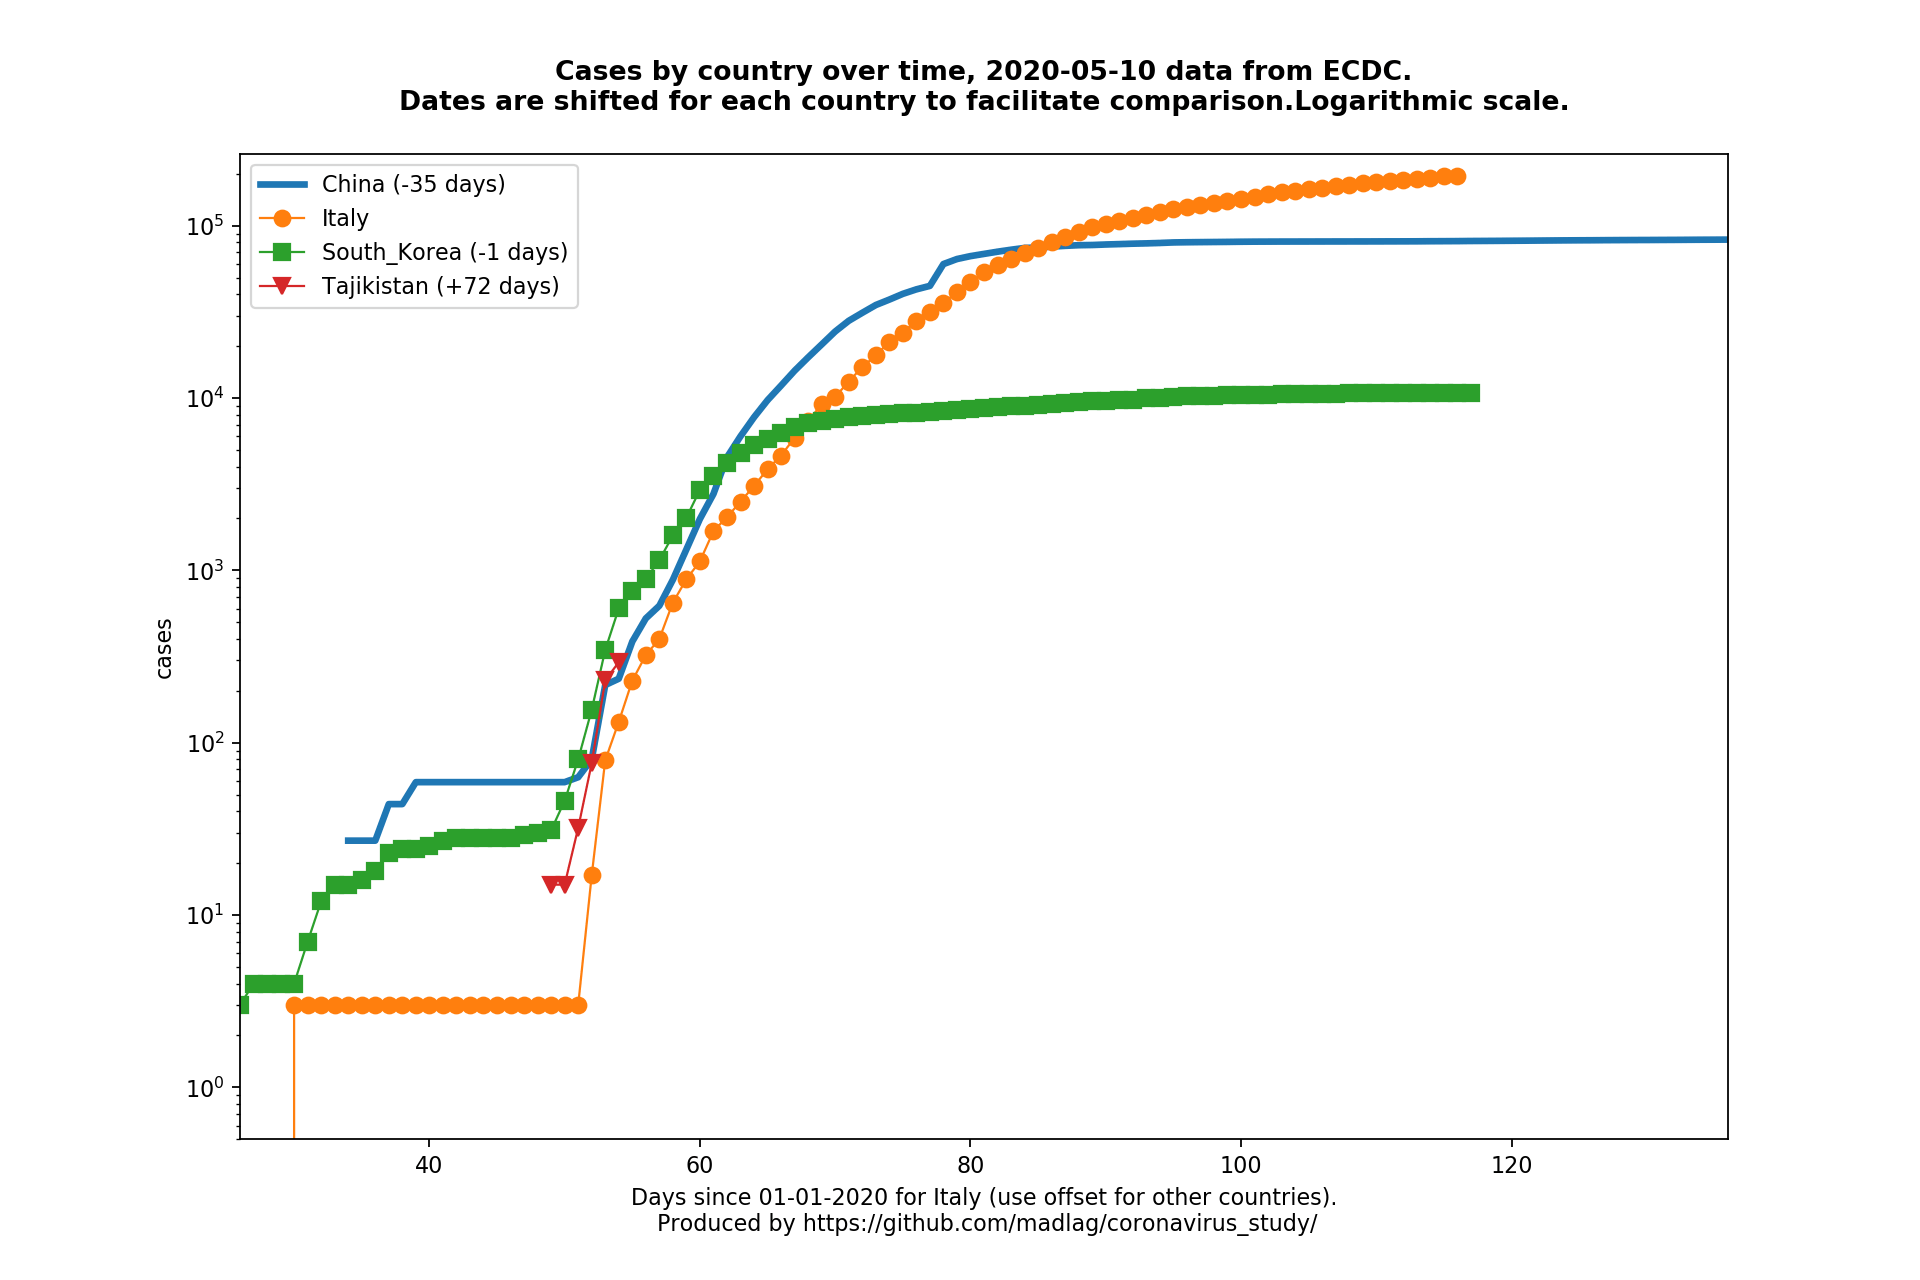 Cases by country over time, 2020-05-10 data from ECDC.
Dates are shifted for each country to facilitate comparison.Logarithmic scale.
China (-35 days)
Italy
South_Korea (-1 days)
Tajikistan (+72 days)
10^5
10^4
10^3
10^2
10^1
10^0
cases
40 60 80 100 120
Days since 01-01-2020 for Italy (use offset for other countries).
Produced by https://github.com/madlag/coronavirus_study/